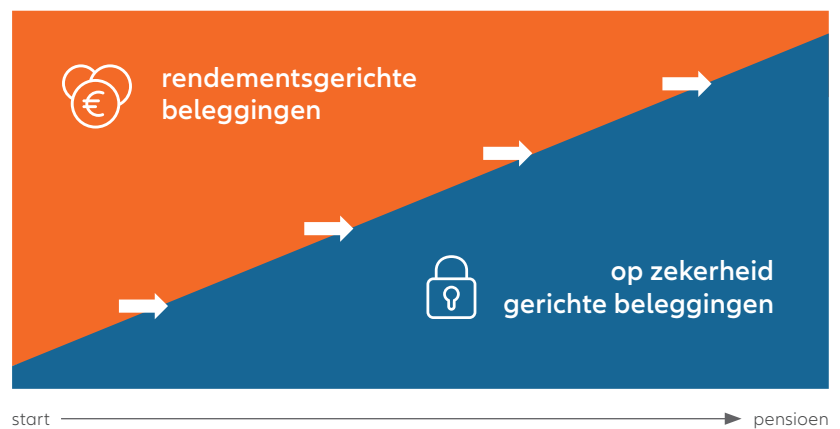 rendementsgerichte
beleggingen
€
op zekerheid
gerichte beleggingen
start
pensioen